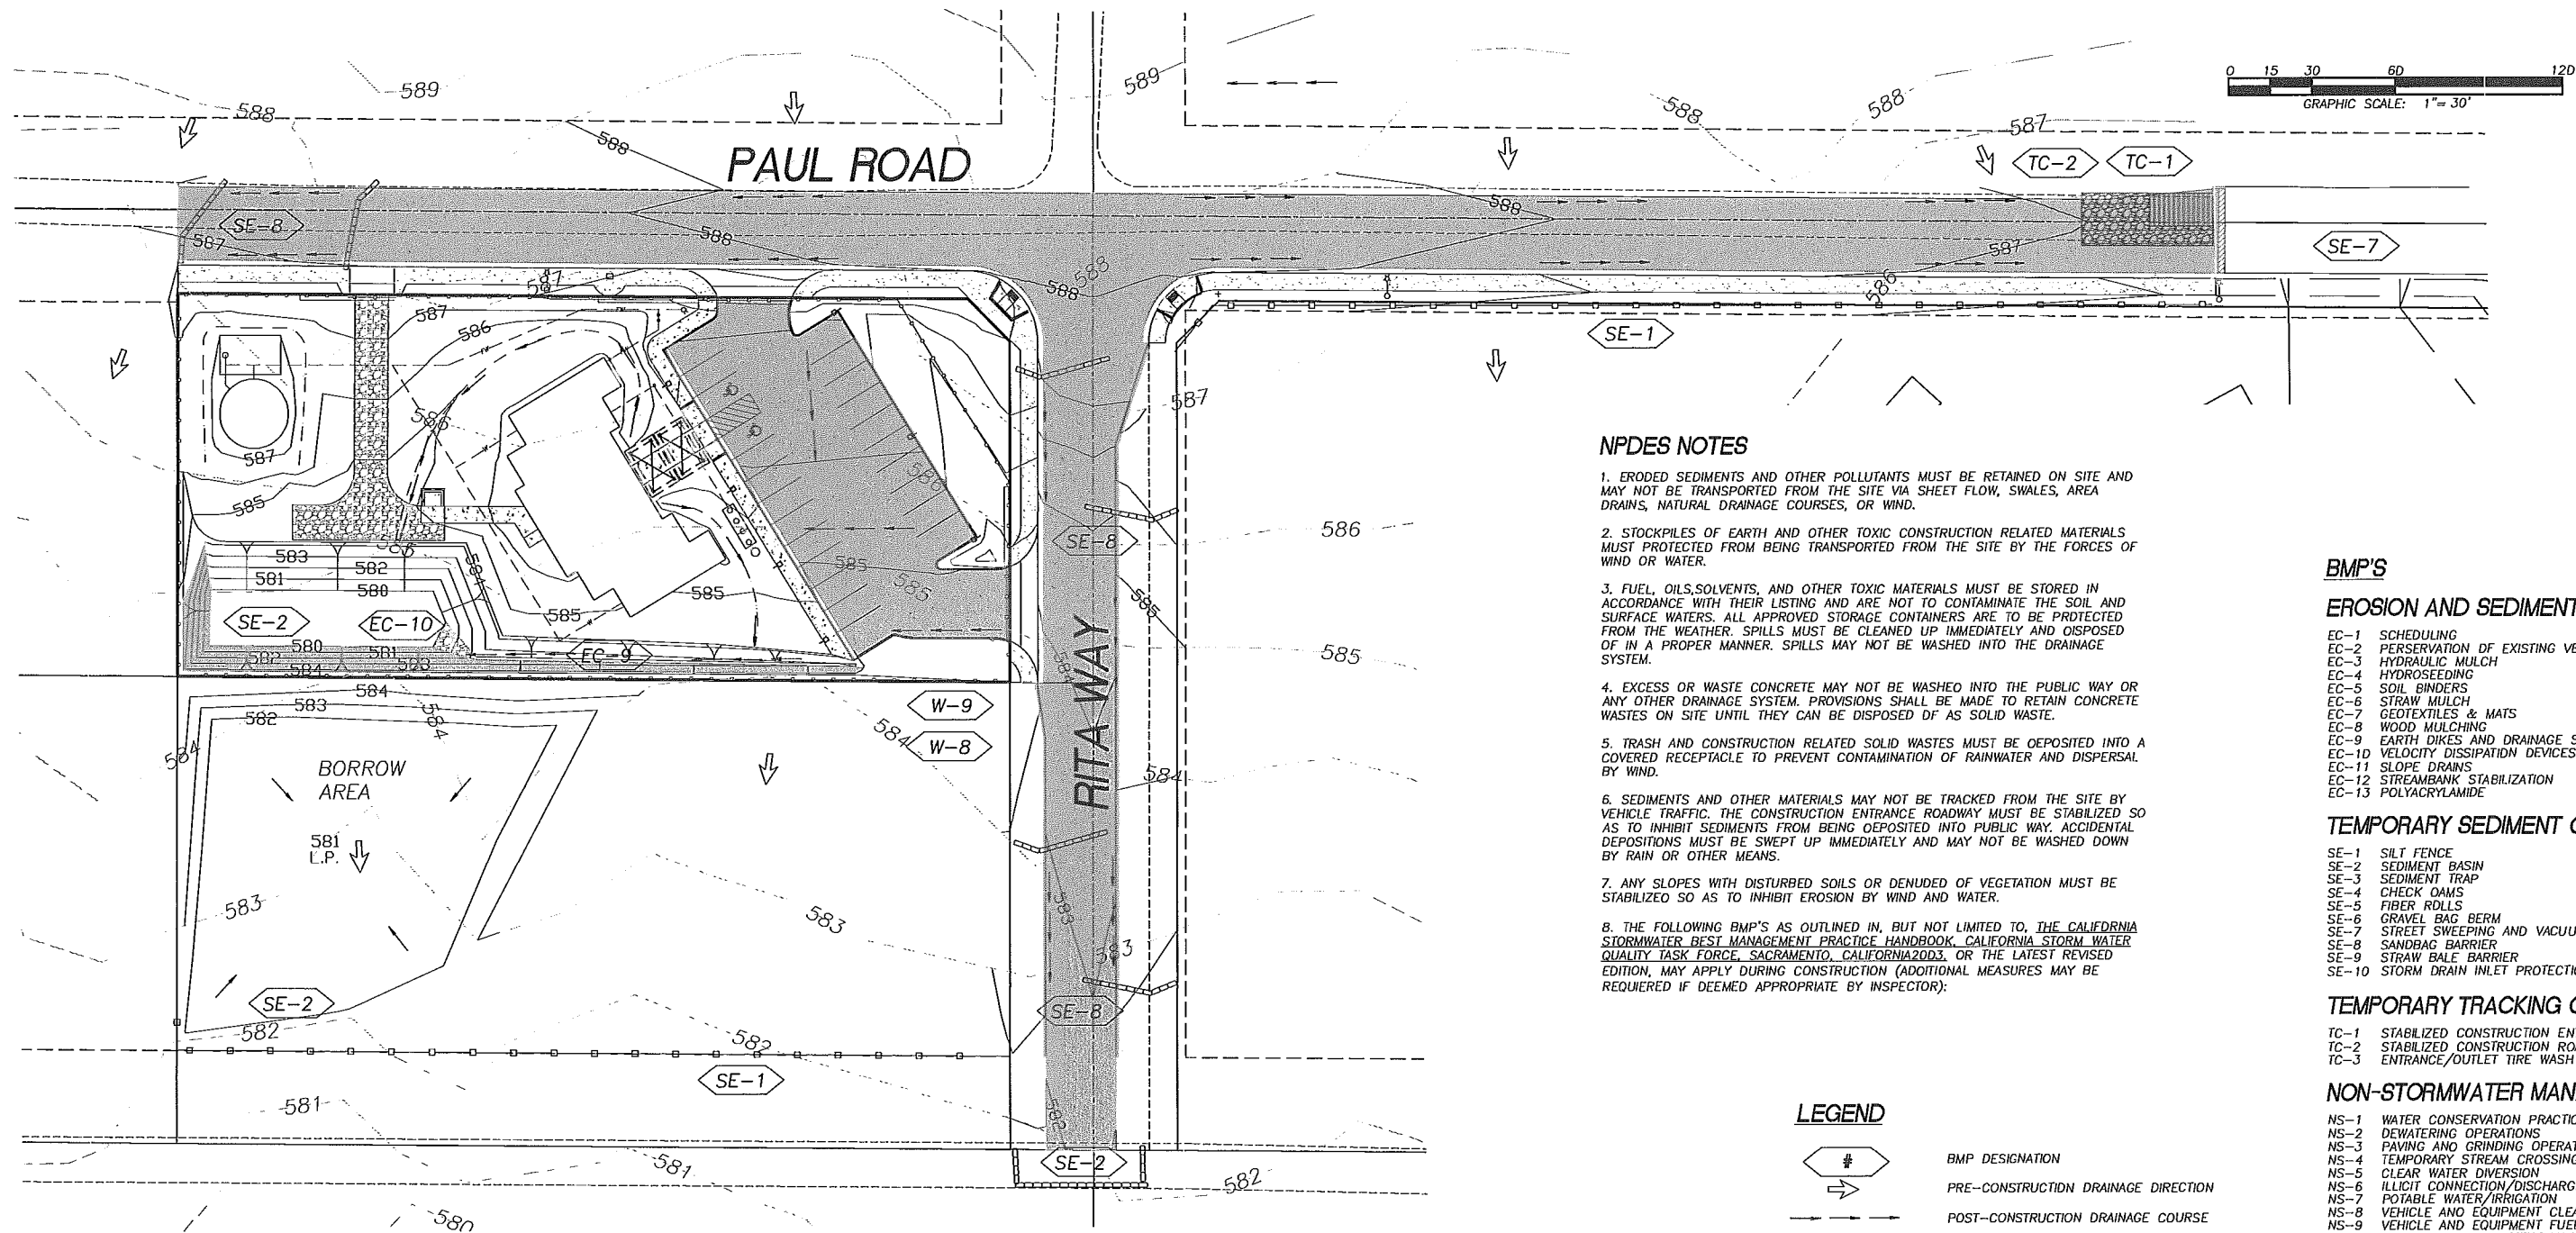 589
588
588
PAUL ROAD
589
588
588
587
0 15 30 60 120
GRAPHIC SCALE: 1"= 30'
TC-2
TC-1
SE-8
587
588
588
588
587
SE-7
587
588
586
SE-1
587
586
586
587
585
587
586
585
585
586
583
582
581
580
584
585
585
585
SE-2
EC-10
580
581
582
583
584
EC-9
SE-8
586
585
585
584
RITA WAY
W-9
W-8
584
583
582
584
584
584
584
BORROW
AREA
581
L.P.
583
583
583
583
SE-2
582
582
SE-8
SE-1
581
582
581
SE-2
582
580
NPDES NOTES
1. ERODED SEDIMENTS AND OTHER POLLUTANTS MUST BE RETAINED ON SITE AND
MAY NOT BE TRANSPORTED FROM THE SITE VIA SHEET FLOW, SWALES, AREA
DRAINS, NATURAL DRAINAGE COURSES, OR WIND.
2. STOCKPILES OF EARTH AND OTHER TOXIC CONSTRUCTION RELATED MATERIALS
MUST PROTECTED FROM BEING TRANSPORTED FROM THE SITE BY THE FORCES OF
WIND OR WATER.
3. FUEL, OILS,SOLVENTS, AND OTHER TOXIC MATERIALS MUST BE STORED IN
ACCORDANCE WITH THEIR LISTING AND ARE NOT TO CONTAMINATE THE SOIL AND
SURFACE WATERS. ALL APPROVED STORAGE CONTAINERS ARE TO BE PROTECTED
FROM THE WEATHER. SPILLS MUST BE CLEANED UP IMMEDIATELY AND DISPOSED
OF IN A PROPER MANNER. SPILLS MAY NOT BE WASHED INTO THE DRAINAGE
SYSTEM.
4. EXCESS OR WASTE CONCRETE MAY NOT BE WASHED INTO THE PUBLIC WAY OR
ANY OTHER DRAINAGE SYSTEM. PROVISIONS SHALL BE MADE TO RETAIN CONCRETE
WASTES ON SITE UNTIL THEY CAN BE DISPOSED OF AS SOLID WASTE.
5. TRASH AND CONSTRUCTION RELATED SOLID WASTES MUST BE DEPOSITED INTO A
COVERED RECEPTACLE TO PREVENT CONTAMINATION OF RAINWATER AND DISPERSAL
BY WIND.
6. SEDIMENTS AND OTHER MATERIALS MAY NOT BE TRACKED FROM THE SITE BY
VEHICLE TRAFFIC. THE CONSTRUCTION ENTRANCE ROADWAY MUST BE STABILIZED SO
AS TO INHIBIT SEDIMENTS FROM BEING DEPOSITED INTO PUBLIC WAY. ACCIDENTAL
DEPOSITIONS MUST BE SWEPT UP IMMEDIATELY AND MAY NOT BE WASHED DOWN
BY RAIN OR OTHER MEANS.
7. ANY SLOPES WITH DISTURBED SOILS OR DENUDED OF VEGETATION MUST BE
STABILIZED SO AS TO INHIBIT EROSION BY WIND AND WATER.
8. THE FOLLOWING BMP'S AS OUTLINED IN, BUT NOT LIMITED TO, THE CALIFORNIA
STORMWATER BEST MANAGEMENT PRACTICE HANDBOOK, CALIFORNIA STORM WATER
QUALITY TASK FORCE, SACRAMENTO, CALIFORNIA2003, OR THE LATEST REVISED
EDITION, MAY APPLY DURING CONSTRUCTION (ADDITIONAL MEASURES MAY BE
REQUIERED IF DEEMED APPROPRIATE BY INSPECTOR):
LEGEND
# BMP DESIGNATION
PRE-CONSTRUCTION DRAINAGE DIRECTION
POST-CONSTRUCTION DRAINAGE COURSE
BMP'S
EROSION AND SEDIMENT
EC-1 SCHEDULING
EC-2 PERSERVATION OF EXISTING VE
EC-3 HYDRAULIC MULCH
EC-4 HYDROSEEDING
EC-5 SOIL BINDERS
EC-6 STRAW MULCH
EC-7 GEOTEXTILES & MATS
EC-8 WOOD MULCHING
EC-9 EARTH DIKES AND DRAINAGE S
EC-10 VELOCITY DISSIPATION DEVICES
EC-11 SLOPE DRAINS
EC-12 STREAMBANK STABILIZATION
EC-13 POLYACRYLAMIDE
TEMPORARY SEDIMENT C
SE-1 SILT FENCE
SE-2 SEDIMENT BASIN
SE-3 SEDIMENT TRAP
SE-4 CHECK DAMS
SE-5 FIBER ROLLS
SE-6 GRAVEL BAG BERM
SE-7 STREET SWEEPING AND VACUU
SE-8 SANDBAG BARRIER
SE-9 STRAW BALE BARRIER
SE-10 STORM DRAIN INLET PROTECTI
TEMPORARY TRACKING C
TC-1 STABILIZED CONSTRUCTION EN
TC-2 STABILIZED CONSTRUCTION RO
TC-3 ENTRANCE/OUTLET TIRE WASH
NON-STORMWATER MAN
NS-1 WATER CONSERVATION PRACTIC
NS-2 DEWATERING OPERATIONS
NS-3 PAVING AND GRINDING OPERAT
NS-4 TEMPORARY STREAM CROSSING
NS-5 CLEAR WATER DIVERSION
NS-6 ILLICIT CONNECTION/DISCHARG
NS-7 POTABLE WATER/IRRIGATION
NS-8 VEHICLE AND EQUIPMENT CLEA
NS-9 VEHICLE AND EQUIPMENT FUE